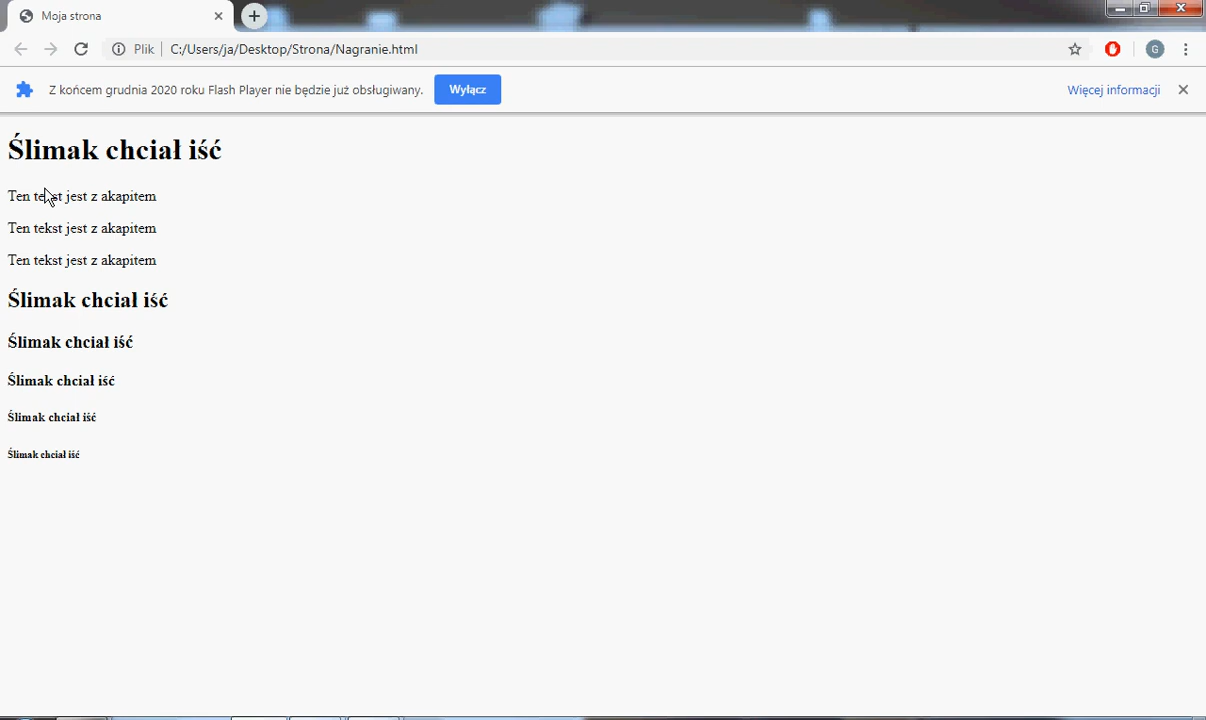 Moja strona
Plik C:/Users/ja/Desktop/Strona/Nagranie.html
G
Z końcem grudnia 2020 roku Flash Player nie będzie już obsługiwany. Wyłącz Więcej informacji
Ślimak chciał iść
Ten tekst jest z akapitem
Ten tekst jest z akapitem
Ten tekst jest z akapitem
Ślimak chciał iść
Ślimak chciał iść
Ślimak chciał iść
Ślimak chciał iść
Ślimak chciał iść